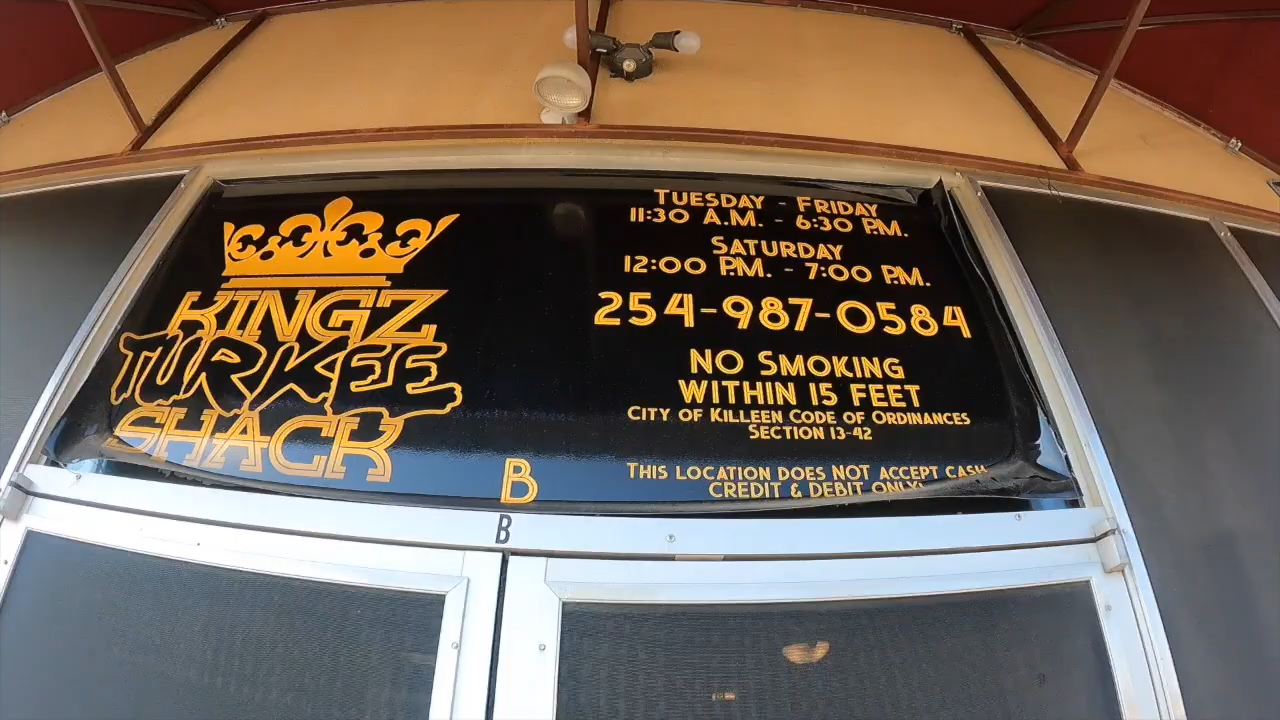 KINGZ
TURKEE
SHACK
TUESDAY - FRIDAY
11:30 A.M. - 6:30 P.M.
SATURDAY
12:00 P.M. - 7:00 P.M.
254-987-0584
NO SMOKING
WITHIN 15 FEET
CITY OF KILLEEN CODE OF ORDINANCES
SECTION 13-42
THIS LOCATION DOES NOT ACCEPT CASH
CREDIT & DEBIT ONLY!
B
B